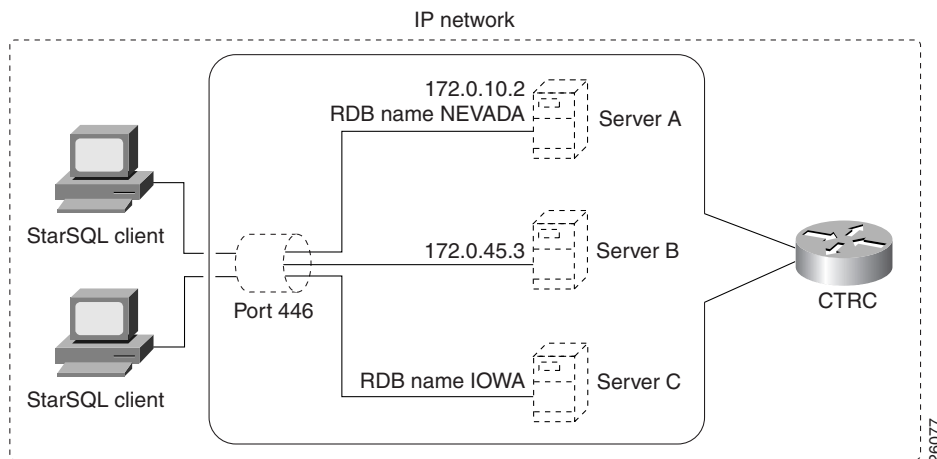 IP network
172.0.10.2
RDB name NEVADA
Server A
StarSQL client
172.0.45.3
Server B
Port 446
CTRC
RDB name IOWA
Server C
StarSQL client